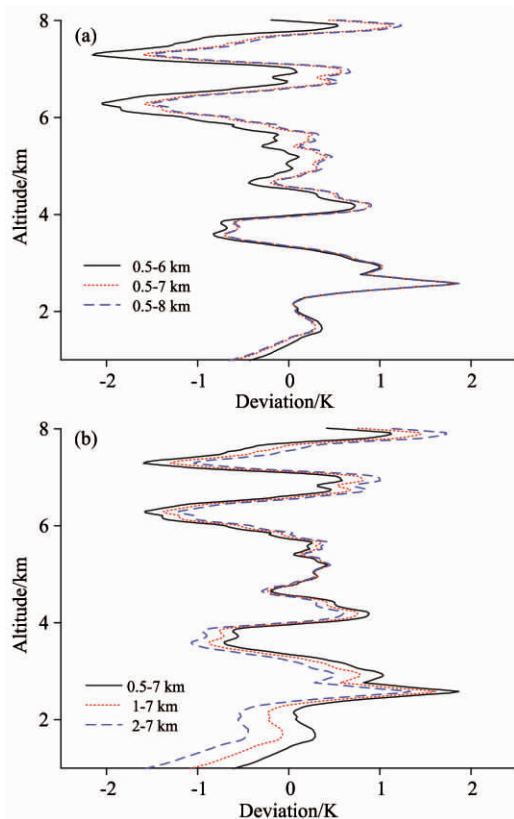 (a)
8
6
4
2
Altitude/km
0.5-6 km
0.5-7 km
0.5-8 km
-2 -1 0 1 2
Deviation/K
(b)
8
6
4
2
Altitude/km
0.5-7 km
1-7 km
2-7 km
-2 -1 0 1 2
Deviation/K